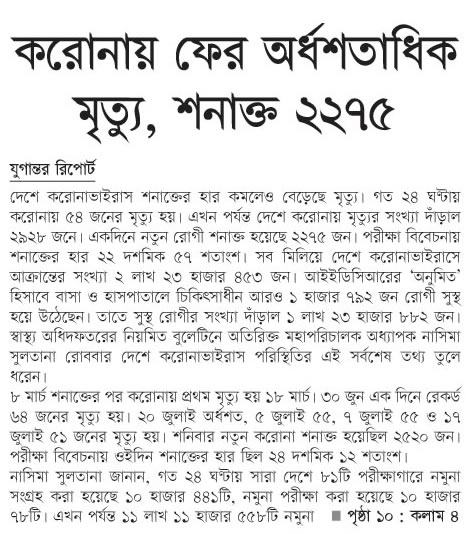 করোনায় ফের অর্ধশতাধিক
মৃত্যু, শনাক্ত ২২৭৫
যুগান্তর রিপোর্ট
দেশে করোনাভাইরাস শনাক্তের হার কমলেও বেড়েছে মৃত্যু। গত ২৪ ঘণ্টায়
করোনায় ৫৪ জনের মৃত্যু হয়। এখন পর্যন্ত দেশে করোনায় মৃত্যুর সংখ্যা দাঁড়াল
২৯২৮ জনে। একদিনে নতুন রোগী শনাক্ত হয়েছে ২২৭৫ জন। পরীক্ষা বিবেচনায়
শনাক্তের হার ২২ দশমিক ৫৭ শতাংশ। সব মিলিয়ে দেশে করোনাভাইরাসে
আক্রান্তের সংখ্যা ২ লাখ ২৩ হাজার ৪৫৩ জন। আইইডিসিআরের ‘অনুমিত’
হিসাবে বাসা ও হাসপাতালে চিকিৎসাধীন আরও ১ হাজার ৭৯২ জন রোগী সুস্থ
হয়ে উঠেছেন। তাতে সুস্থ রোগীর সংখ্যা দাঁড়াল ১ লাখ ২৩ হাজার ৮৮২ জন।
স্বাস্থ্য অধিদফতরের নিয়মিত বুলেটিনে অতিরিক্ত মহাপরিচালক অধ্যাপক নাসিমা
সুলতানা রোববার দেশে করোনাভাইরাস পরিস্থিতির এই সর্বশেষ তথ্য তুলে
ধরেন।
৮ মার্চ শনাক্তের পর করোনায় প্রথম মৃত্যু হয় ১৮ মার্চ। ৩০ জুন এক দিনে রেকর্ড
৬৪ জনের মৃত্যু হয়। ২০ জুলাই অর্ধশত, ৫ জুলাই ৫৫, ৭ জুলাই ৫৫ ও ১৭
জুলাই ৫১ জনের মৃত্যু হয়। শনিবার নতুন করোনা শনাক্ত হয়েছিল ২৫২০ জন।
পরীক্ষা বিবেচনায় ওইদিন শনাক্তের হার ছিল ২৪ দশমিক ১২ শতাংশ।
নাসিমা সুলতানা জানান, গত ২৪ ঘণ্টায় সারা দেশে ৮১টি পরীক্ষাগারে নমুনা
সংগ্রহ করা হয়েছে ১০ হাজার ৪৪১টি, নমুনা পরীক্ষা করা হয়েছে ১০ হাজার
৭৮টি। এখন পর্যন্ত ১১ লাখ ১১ হাজার ৫৫৮টি নমুনা ■ পৃষ্ঠা ১০ : কলাম ৪